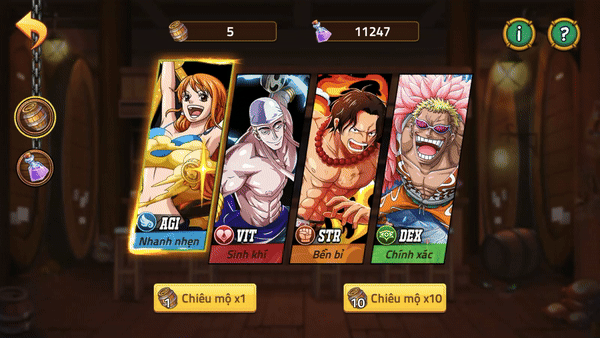 5
11247
i
?
AGI
Nhanh nhẹn
VIT
Sinh khí
STR
Bền bỉ
DEX
Chính xác
1 Chiêu mộ x1
10 Chiêu mộ x10